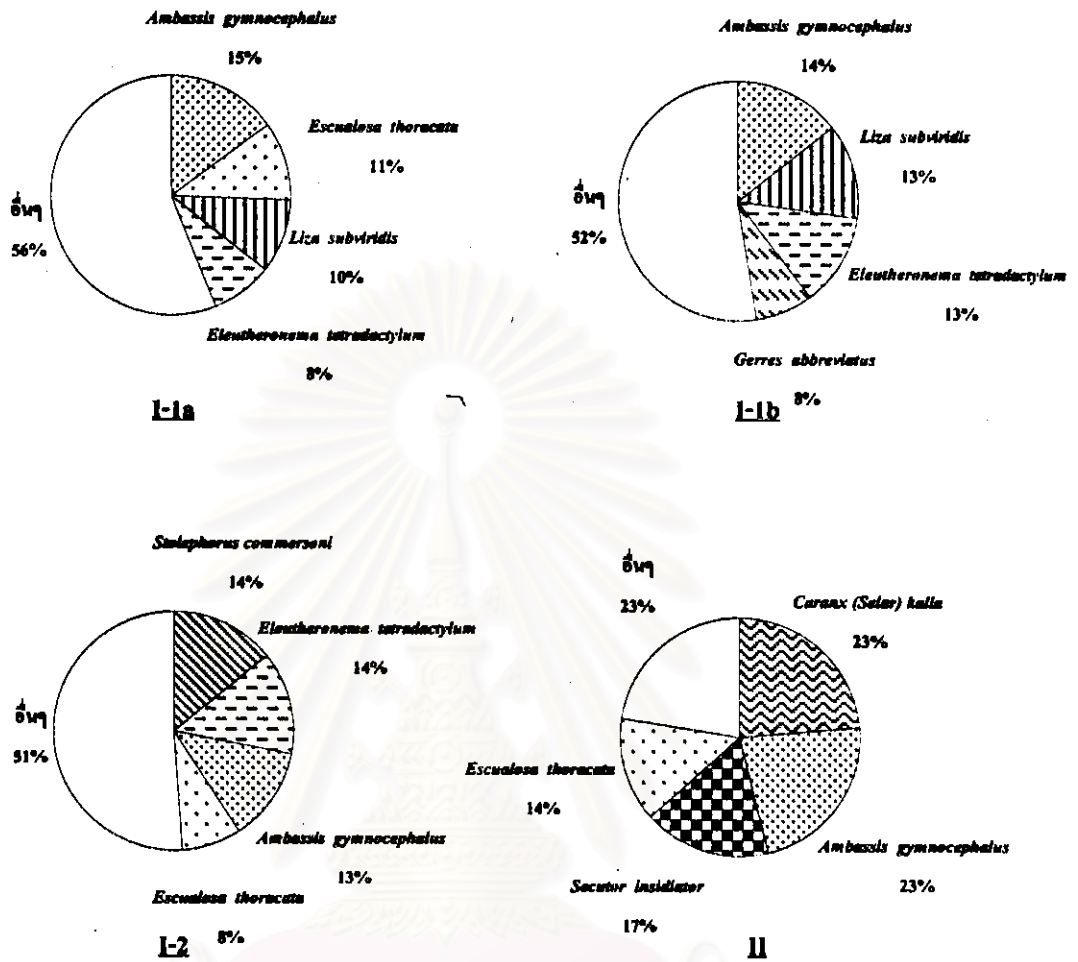 Ambassis gymnocephalus
15%
Escualosa thoracata
11%
Liza subviridis
10%
Eleutheronema tetradactylum
8%
อื่นๆ
56%
I-1a
Ambassis gymnocephalus
14%
Liza subviridis
13%
Eleutheronema tetradactylum
13%
Gerres abbreviatus
8%
อื่นๆ
52%
I-1b
Stolephorus commersoni
14%
Eleutheronema tetradactylum
14%
Ambassis gymnocephalus
13%
Escualosa thoracata
8%
อื่นๆ
51%
I-2
อื่นๆ
23%
Caranx (Selar) kalla
23%
Ambassis gymnocephalus
23%
Secutor insidiator
17%
Escualosa thoracata
14%
II